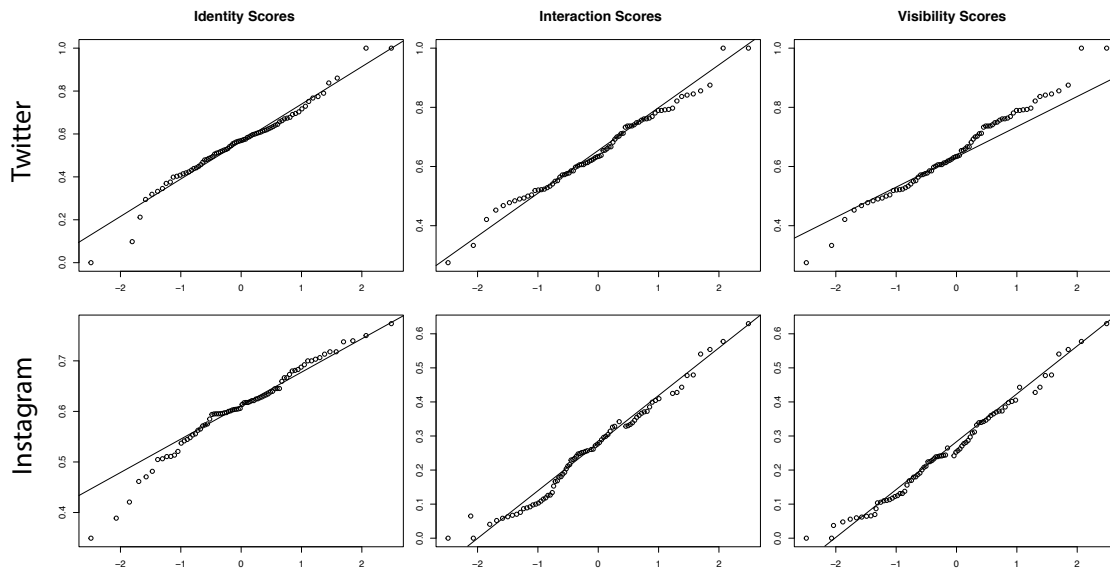 Identity Scores
Interaction Scores
Visibility Scores
Twitter
0.0 0.2 0.4 0.6 0.8 1.0
−2 −1 0 1 2
0.4 0.6 0.8 1.0
−2 −1 0 1 2
0.4 0.6 0.8 1.0
−2 −1 0 1 2
Instagram
0.4 0.5 0.6 0.7
−2 −1 0 1 2
0.0 0.1 0.2 0.3 0.4 0.5 0.6
−2 −1 0 1 2
0.0 0.1 0.2 0.3 0.4 0.5 0.6
−2 −1 0 1 2